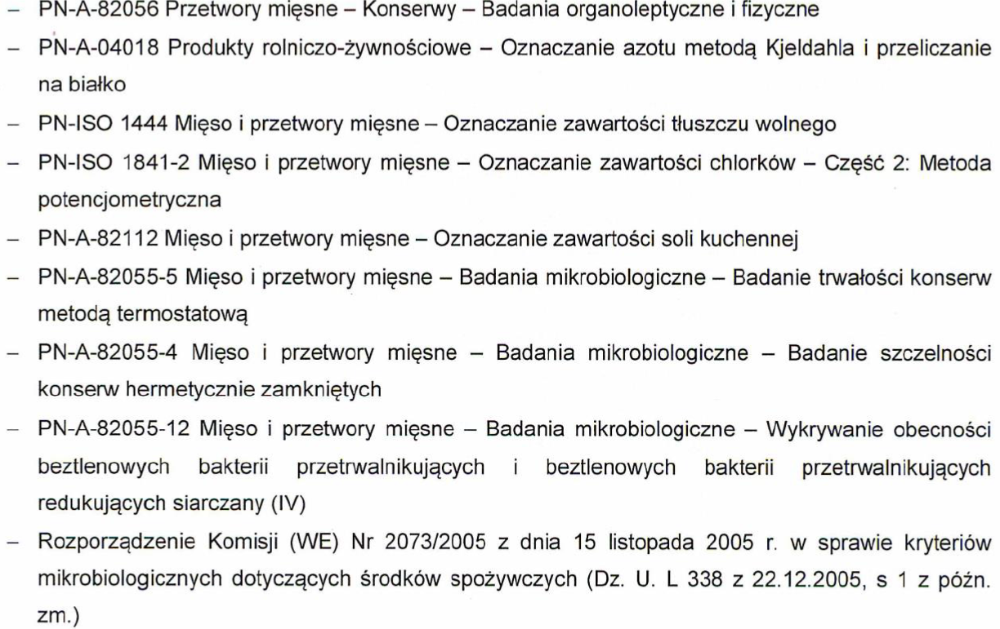 – PN-A-82056 Przetwory mięsne – Konserwy – Badania organoleptyczne i fizyczne
– PN-A-04018 Produkty rolniczo-żywnościowe – Oznaczanie azotu metodą Kjeldahla i przeliczanie
na białko
– PN-ISO 1444 Mięso i przetwory mięsne – Oznaczanie zawartości tłuszczu wolnego
– PN-ISO 1841-2 Mięso i przetwory mięsne – Oznaczanie zawartości chlorków – Część 2: Metoda
potencjometryczna
– PN-A-82112 Mięso i przetwory mięsne – Oznaczanie zawartości soli kuchennej
– PN-A-82055-5 Mięso i przetwory mięsne – Badania mikrobiologiczne – Badanie trwałości konserw
metodą termostatową
– PN-A-82055-4 Mięso i przetwory mięsne – Badania mikrobiologiczne – Badanie szczelności
konserw hermetycznie zamkniętych
– PN-A-82055-12 Mięso i przetwory mięsne – Badania mikrobiologiczne – Wykrywanie obecności
beztlenowych bakterii przetrwalnikujących i beztlenowych bakterii przetrwalnikujących
redukujących siarczany (IV)
– Rozporządzenie Komisji (WE) Nr 2073/2005 z dnia 15 listopada 2005 r. w sprawie kryteriów
mikrobiologicznych dotyczących środków spożywczych (Dz. U. L 338 z 22.12.2005, s 1 z późn.
zm.)